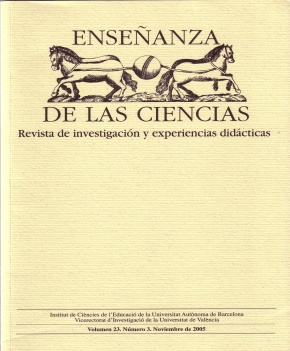 ENSEÑANZA
DE LAS CIENCIAS
Revista de investigación y experiencias didácticas
Institut de Ciències de l'Educació de la Universitat Autònoma de Barcelona
Vicerectorat d'Investigació de la Universitat de València
Volumen 23, Número 3, Noviembre de 2005